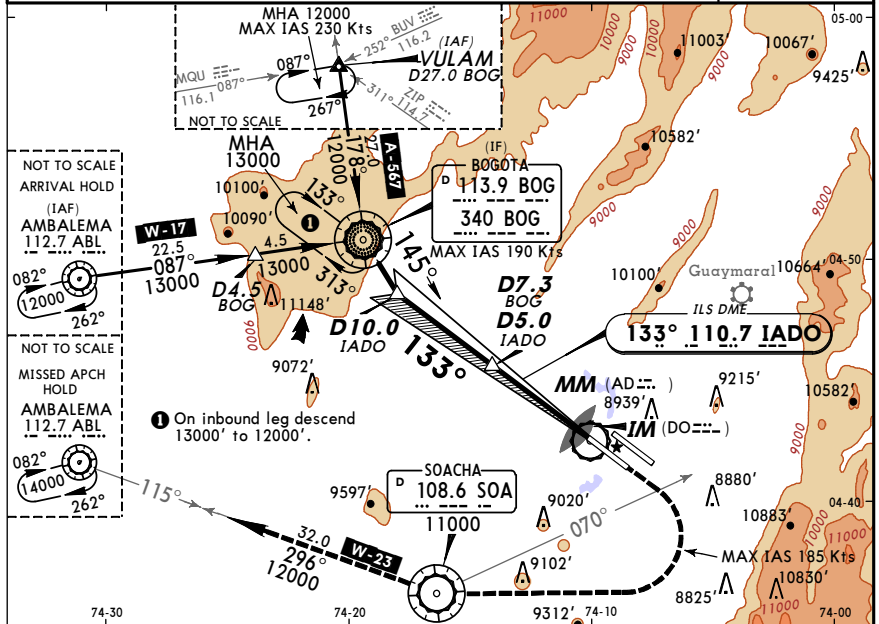 MHA 12000
MAX IAS 230 Kts
252° BUV
116.2
(IAF)
VULAM
D27.0 BOG
MQU
116.1 087°
087°
267°
311° ZIP
114.7
NOT TO SCALE
11000
10000
9000
10000
11003'
9000
10067'
05-00
9425'
NOT TO SCALE
ARRIVAL HOLD
(IAF)
AMBALEMA
112.7 ABL
082°
12000
262°
W-17
22.5
087°
13000
MHA
13000
10100'
10090'
133°
1
313°
4.5
13000
D4.5
BOG
11148'
9000
9072'
178°
12000
27.0
A-567
(IF)
BOGOTA
D 113.9 BOG
340 BOG
MAX IAS 190 Kts
145°
10582'
9000
9000
10100'
Guaymaral
10664'
04-50
D10.0
IADO
D7.3
BOG
D5.0
IADO
133°
ILS DME
133° 110.7 IADO
NOT TO SCALE
MISSED APCH
HOLD
AMBALEMA
112.7 ABL
082°
14000
262°
1 On inbound leg descend
13000' to 12000'.
MM (AD)
8939'
9215'
IM (DO)
10582'
9000
115°
32.0
296°
12000
W-23
9597'
SOACHA
D 108.6 SOA
11000
9020'
9102'
9312'
070°
8880'
04-40
10883'
10000
11000
MAX IAS 185 Kts
8825'
10830'
11000
74-30
74-20
74-10
74-00